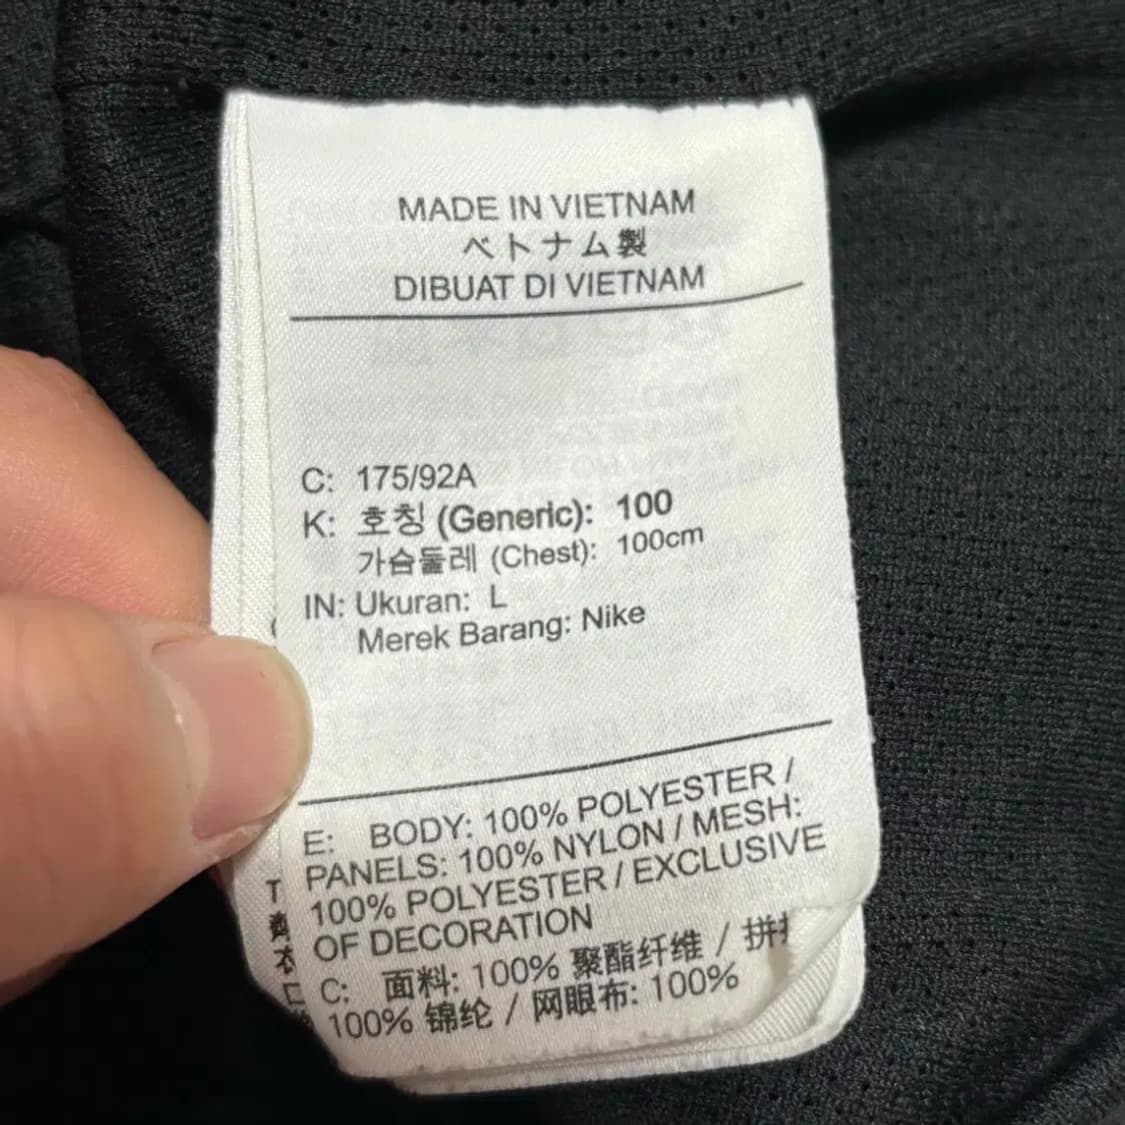 MADE IN VIETNAM
ベトナム製
DIBUAT DI VIETNAM
C: 175/92A
K: 호칭 (Generic): 100
가슴둘레 (Chest): 100cm
IN: Ukuran: L
Merek Barang: Nike
E: BODY: 100% POLYESTER /
PANELS: 100% NYLON / MESH:
100% POLYESTER / EXCLUSIVE
OF DECORATION
C: 面料: 100% 聚酯纤维 / 拼
100% 锦纶 / 网眼布: 100%